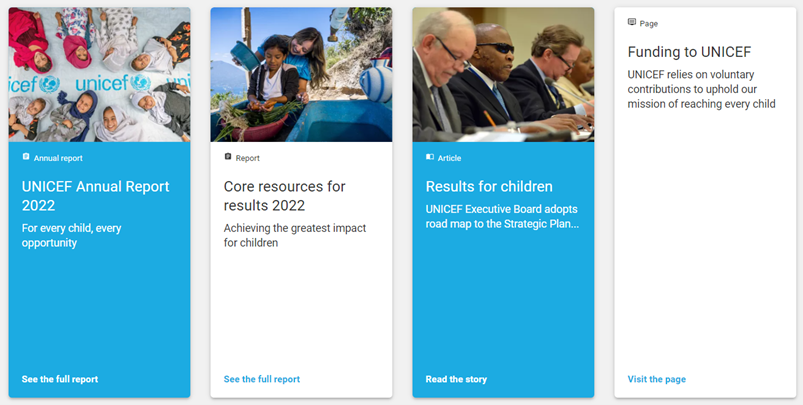 unicef
unicef
Annual report
UNICEF Annual Report
2022
For every child, every
opportunity
See the full report
Report
Core resources for
results 2022
Achieving the greatest impact
for children
See the full report
Article
Results for children
UNICEF Executive Board adopts
road map to the Strategic Plan...
Read the story
Page
Funding to UNICEF
UNICEF relies on voluntary
contributions to uphold our
mission of reaching every child
Visit the page